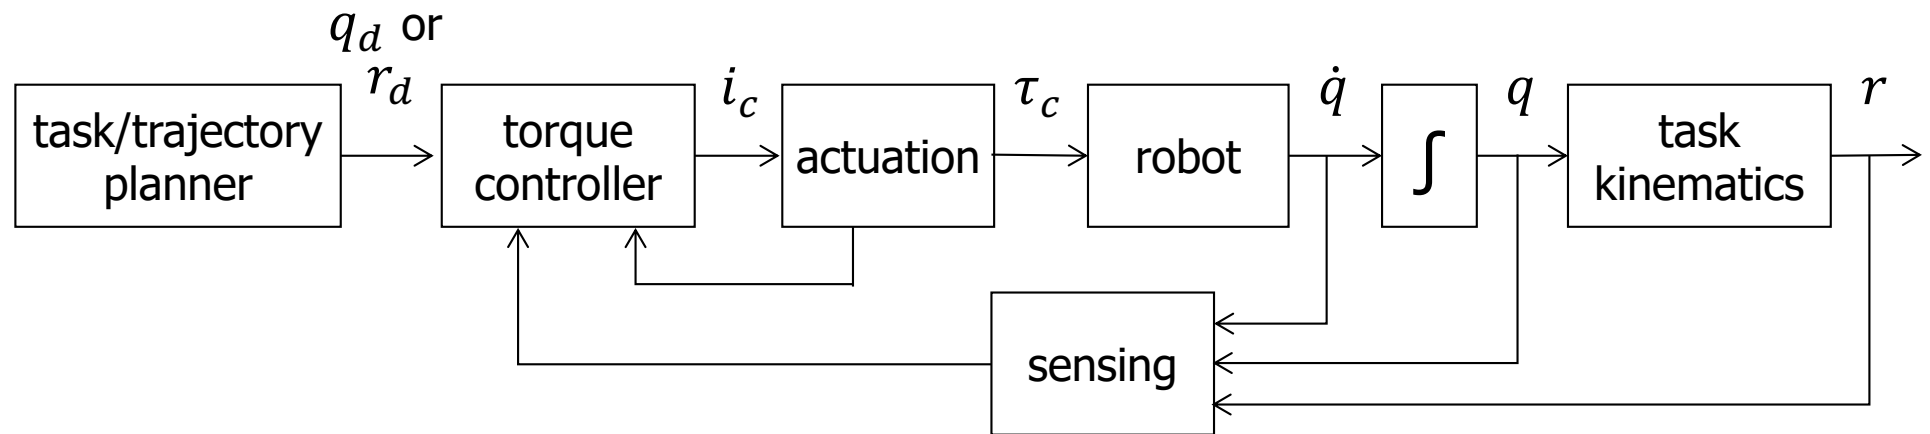 q_d or
r_d
task/trajectory
planner
torque
controller
i_c
actuation
τ_c
robot
q̇
∫
q
task
kinematics
r
sensing